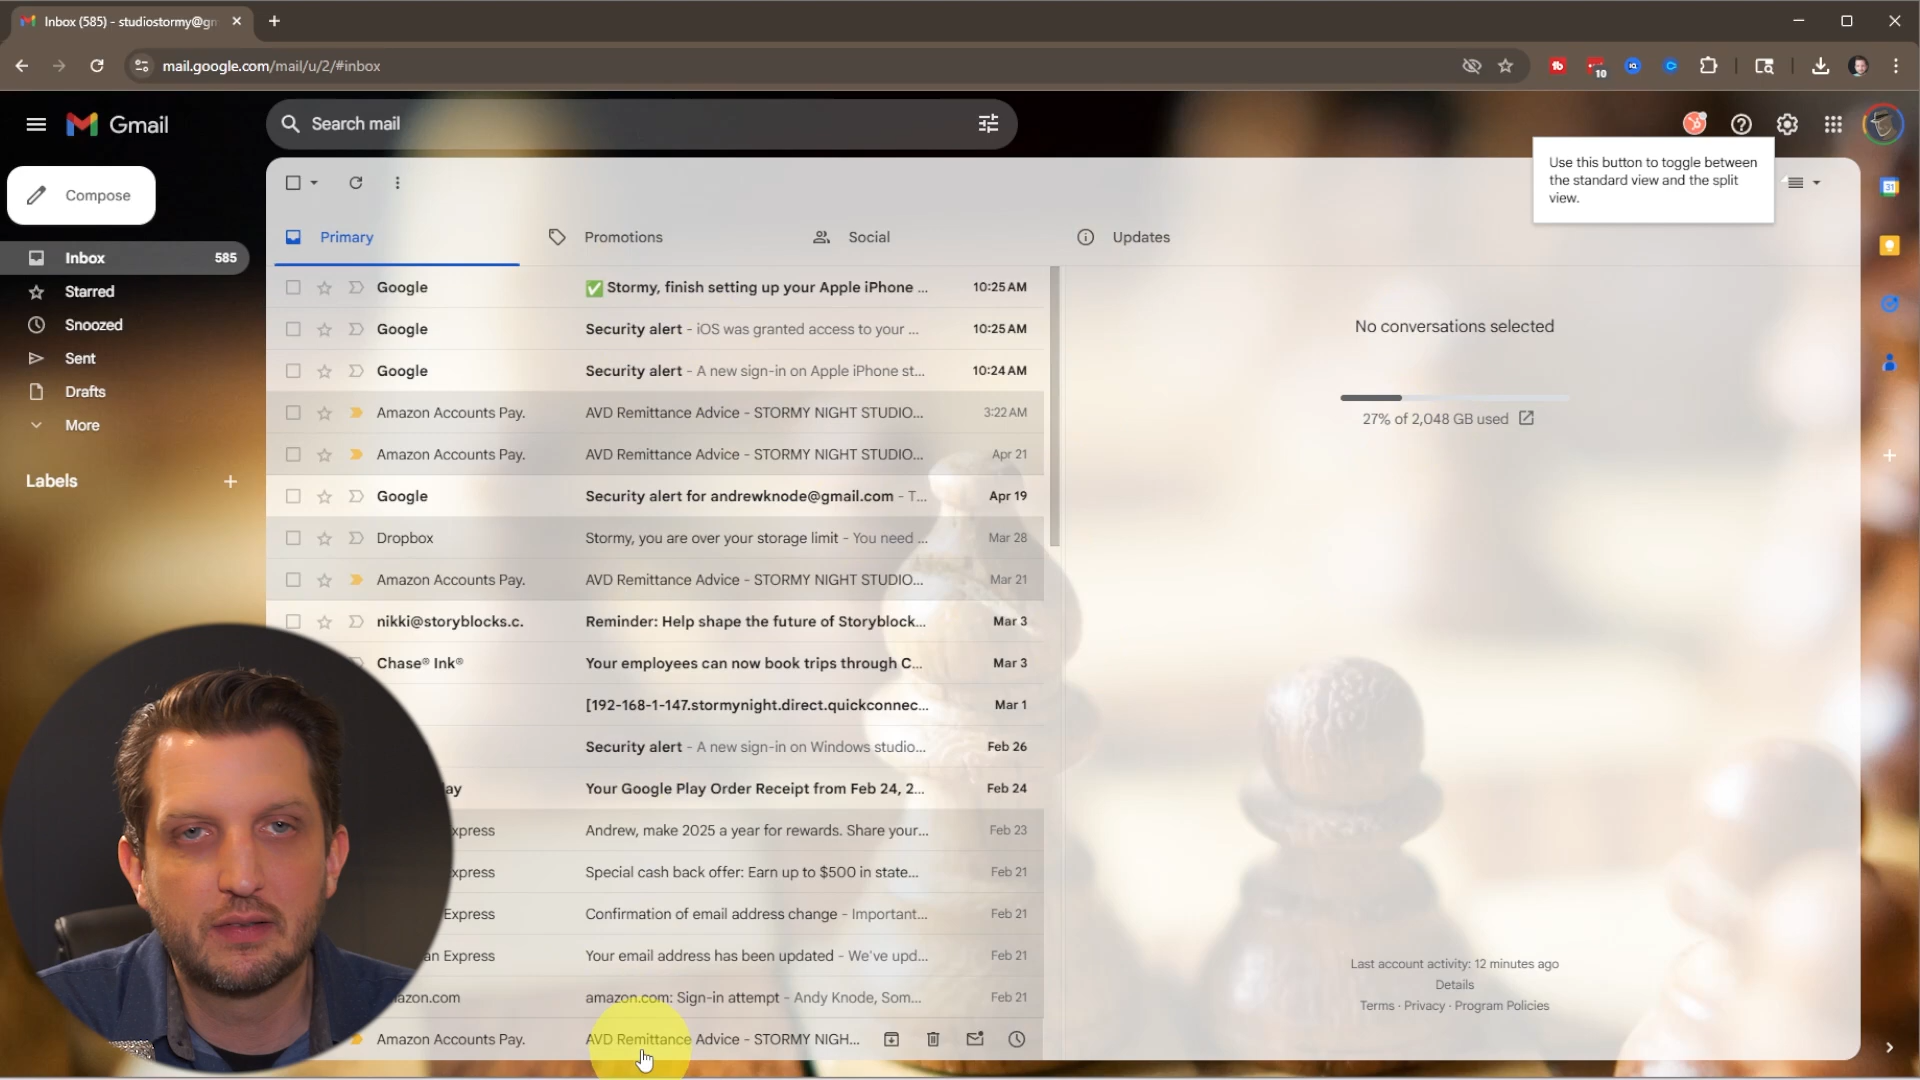 Inbox (585) - studiostormy@gm
mail.google.com/mail/u/2/#inbox
10
Gmail
Search mail
Use this button to toggle between
the standard view and the split
view.
31
Compose
Inbox 585
Starred
Snoozed
Sent
Drafts
More
Labels
Primary
Promotions
Social
Updates
Google ✅ Stormy, finish setting up your Apple iPhone ... 10:25 AM
Google Security alert - iOS was granted access to your ... 10:25 AM
Google Security alert - A new sign-in on Apple iPhone st... 10:24 AM
Amazon Accounts Pay. AVD Remittance Advice - STORMY NIGHT STUDIO... 3:22 AM
Amazon Accounts Pay. AVD Remittance Advice - STORMY NIGHT STUDIO... Apr 21
Google Security alert for andrewknode@gmail.com - T... Apr 19
Dropbox Stormy, you are over your storage limit - You need ... Mar 28
Amazon Accounts Pay. AVD Remittance Advice - STORMY NIGHT STUDIO... Mar 21
nikki@storyblocks.c. Reminder: Help shape the future of Storyblock... Mar 3
Chase® Ink® Your employees can now book trips through C... Mar 3
[192-168-1-147.stormynight.direct.quickconnec... Mar 1
Security alert - A new sign-in on Windows studio... Feb 26
ay Your Google Play Order Receipt from Feb 24, 2... Feb 24
xpress Andrew, make 2025 a year for rewards. Share your... Feb 23
xpress Special cash back offer: Earn up to $500 in state... Feb 21
Express Confirmation of email address change - Important... Feb 21
an Express Your email address has been updated - We've upd... Feb 21
azon.com amazon.com: Sign-in attempt - Andy Knode, Som... Feb 21
Amazon Accounts Pay. AVD Remittance Advice - STORMY NIGH...
No conversations selected
27% of 2,048 GB used
Last account activity: 12 minutes ago
Details
Terms · Privacy · Program Policies